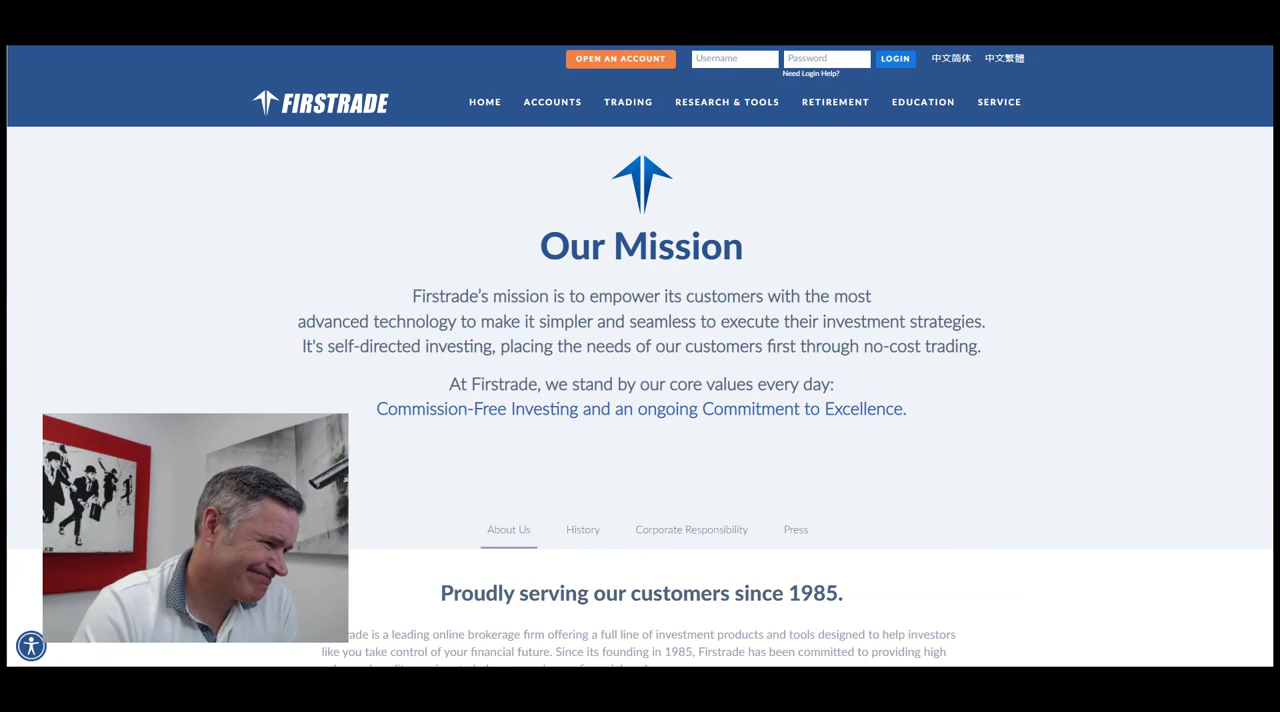 OPEN AN ACCOUNT Username Password LOGIN 中文简体 中文繁體
Need Login Help?
FIRSTRADE HOME ACCOUNTS TRADING RESEARCH & TOOLS RETIREMENT EDUCATION SERVICE
Our Mission
Firstrade’s mission is to empower its customers with the most
advanced technology to make it simpler and seamless to execute their investment strategies.
It's self-directed investing, placing the needs of our customers first through no-cost trading.
At Firstrade, we stand by our core values every day:
Commission-Free Investing and an ongoing Commitment to Excellence.
About Us History Corporate Responsibility Press
Proudly serving our customers since 1985.
rade is a leading online brokerage firm offering a full line of investment products and tools designed to help investors
like you take control of your financial future. Since its founding in 1985, Firstrade has been committed to providing high